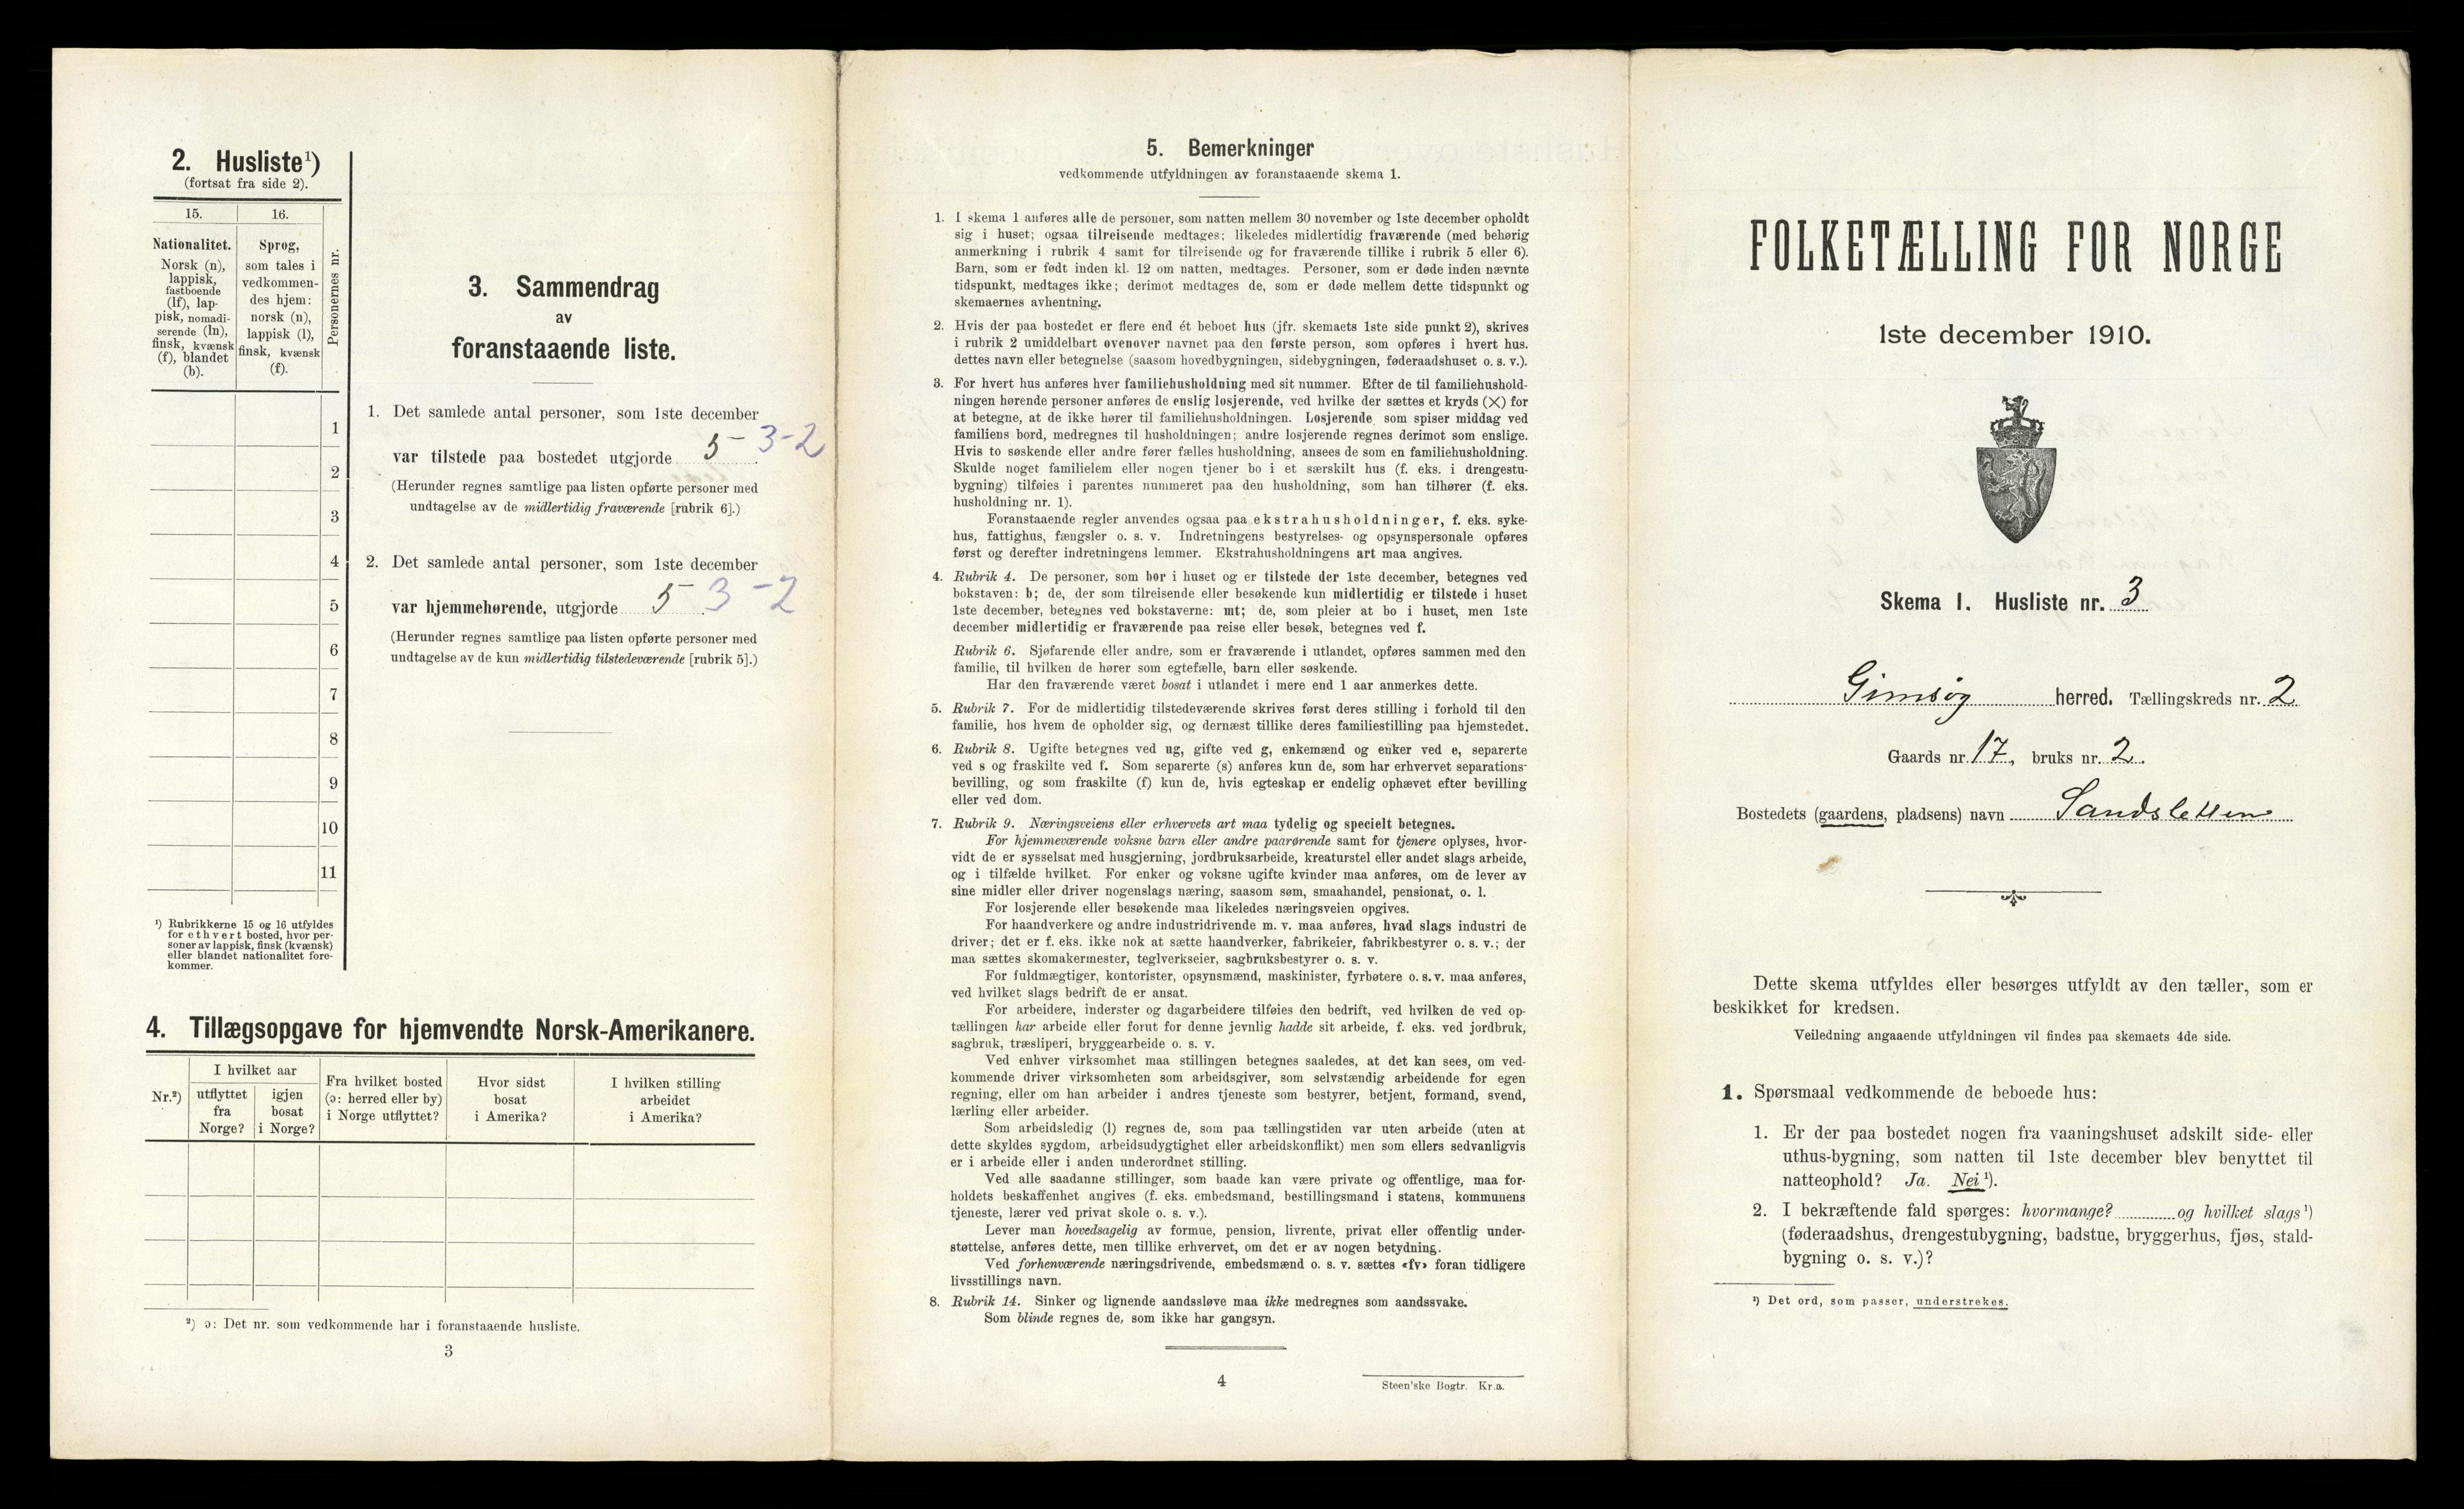 2. Husliste¹)
(fortsat fra side 2).
15.
16.
Personernes nr.
Nationalitet.
Norsk (n),
lappisk,
fastboende
(lf), lap-
pisk, nomadi-
serende (ln),
finsk, kvænsk
(f), blandet
(b).
Sprog,
som tales i
vedkommen-
des hjem:
norsk (n),
lappisk (l),
finsk, kvænsk
(f).
1
2
3
4
5
6
7
8
9
10
11
¹) Rubrikkerne 15 og 16 utfyldes
for ethvert bosted, hvor per-
soner av lappisk, finsk (kvænsk)
eller blandet nationalitet fore-
kommer.
3. Sammendrag
av
foranstaaende liste.
1. Det samlede antal personer, som 1ste december
var tilstede paa bostedet utgjorde 5 3-2.
(Herunder regnes samtlige paa listen opførte personer med
undtagelse av de midlertidig fraværende [rubrik 6].)
2. Det samlede antal personer, som 1ste december
var hjemmehørende, utgjorde 5. 3-2
(Herunder regnes samtlige paa listen opførte personer med
undtagelse av de kun midlertidig tilstedeværende [rubrik 5].)
4. Tillægsopgave for hjemvendte Norsk-Amerikanere.
Nr.²)
I hvilket aar
utflyttet
fra
Norge?
igjen
bosat
i Norge?
Fra hvilket bosted
(ɔ: herred eller by)
i Norge utflyttet?
Hvor sidst
bosat
i Amerika?
I hvilken stilling
arbeidet
i Amerika?
²) ɔ: Det nr. som vedkommende har i foranstaaende husliste.
3
5. Bemerkninger
vedkommende utfyldningen av foranstaaende skema 1.
1. I skema 1 anføres alle de personer, som natten mellem 30 november og 1ste december opholdt
sig i huset; ogsaa tilreisende medtages; likeledes midlertidig fraværende (med behørig
anmerkning i rubrik 4 samt for tilreisende og for fraværende tillike i rubrik 5 eller 6).
Barn, som er født inden kl. 12 om natten, medtages. Personer, som er døde inden nævnte
tidspunkt, medtages ikke; derimot medtages de, som er døde mellem dette tidspunkt og
skemaernes avhentning.
2. Hvis der paa bostedet er flere end ét beboet hus (jfr. skemaets 1ste side punkt 2), skrives
i rubrik 2 umiddelbart ovenover navnet paa den første person, som opføres i hvert hus.
dettes navn eller betegnelse (saasom hovedbygningen, sidebygningen, føderaadshuset o. s. v.).
3. For hvert hus anføres hver familiehusholdning med sit nummer. Efter de til familiehushold-
ningen hørende personer anføres de enslig losjerende, ved hvilke der sættes et kryds (×) for
at betegne, at de ikke hører til familiehusholdningen. Losjerende som spiser middag ved
familiens bord, medregnes til husholdningen; andre losjerende regnes derimot som enslige.
Hvis to søskende eller andre fører fælles husholdning, ansees de som en familiehusholdning.
Skulde noget familielem eller nogen tjener bo i et særskilt hus (f. eks. i drengestu-
bygning) tilføies i parentes nummeret paa den husholdning, som han tilhører (f. eks.
husholdning nr. 1).
Foranstaaende regler anvendes ogsaa paa ekstrahusholdninger, f. eks. syke-
hus, fattighus, fængsler o. s. v. Indretningens bestyrelses- og opsynspersonale opføres
først og derefter indretningens lemmer. Ekstrahusholdningens art maa angives.
4. Rubrik 4. De personer, som bor i huset og er tilstede der 1ste december, betegnes ved
bokstaven: b; de, der som tilreisende eller besøkende kun midlertidig er tilstede i huset
1ste december, betegnes ved bokstaverne: mt; de, som pleier at bo i huset, men 1ste
december midlertidig er fraværende paa reise eller besøk, betegnes ved f.
Rubrik 6. Sjøfarende eller andre, som er fraværende i utlandet, opføres sammen med den
familie, til hvilken de hører som egtefælle, barn eller søskende.
Har den fraværende været bosat i utlandet i mere end 1 aar anmerkes dette.
5. Rubrik 7. For de midlertidig tilstedeværende skrives først deres stilling i forhold til den
familie, hos hvem de opholder sig, og dernæst tillike deres familiestilling paa hjemstedet.
6. Rubrik 8. Ugifte betegnes ved ug, gifte ved g, enkemænd og enker ved e, separerte
ved s og fraskilte ved f. Som separerte (s) anføres kun de, som har erhvervet separations-
bevilling, og som fraskilte (f) kun de, hvis egteskap er endelig ophævet efter bevilling
eller ved dom.
7. Rubrik 9. Næringsveiens eller erhvervets art maa tydelig og specielt betegnes.
For hjemmeværende voksne barn eller andre paarørende samt for tjenere oplyses, hvor-
vidt de er sysselsat med husgjerning, jordbruksarbeide, kreaturstel eller andet slags arbeide,
og i tilfælde hvilket. For enker og voksne ugifte kvinder maa anføres, om de lever av
sine midler eller driver nogenslags næring, saasom søm, smaahandel, pensionat, o. l.
For losjerende eller besøkende maa likeledes næringsveien opgives.
For haandverkere og andre industridrivende m. v. maa anføres, hvad slags industri de
driver; det er f. eks. ikke nok at sætte haandverker, fabrikeier, fabrikbestyrer o. s. v.; der
maa sættes skomakermester, teglverkseier, sagbruksbestyrer o. s. v.
For fuldmægtiger, kontorister, opsynsmænd, maskinister, fyrbøtere o. s. v. maa anføres,
ved hvilket slags bedrift de er ansat.
For arbeidere, inderster og dagarbeidere tilføies den bedrift, ved hvilken de ved op-
tællingen har arbeide eller forut for denne jevnlig hadde sit arbeide, f. eks. ved jordbruk,
sagbruk, træsliperi, bryggearbeide o. s. v.
Ved enhver virksomhet maa stillingen betegnes saaledes, at det kan sees, om ved-
kommende driver virksomheten som arbeidsgiver, som selvstændig arbeidende for egen
regning, eller om han arbeider i andres tjeneste som bestyrer, betjent, formand, svend,
lærling eller arbeider.
Som arbeidsledig (l) regnes de, som paa tællingstiden var uten arbeide (uten at
dette skyldes sygdom, arbeidsudygtighet eller arbeidskonflikt) men som ellers sedvanligvis
er i arbeide eller i anden underordnet stilling.
Ved alle saadanne stillinger, som baade kan være private og offentlige, maa for-
holdets beskaffenhet angives (f. eks. embedsmand, bestillingsmand i statens, kommunens
tjeneste, lærer ved privat skole o. s. v.).
Lever man hovedsagelig av formue, pension, livrente, privat eller offentlig under-
støttelse, anføres dette, men tillike erhvervet, om det er av nogen betydning.
Ved forhenværende næringsdrivende, embedsmænd o. s. v. sættes «fv» foran tidligere
livsstillings navn.
8. Rubrik 14. Sinker og lignende aandssløve maa ikke medregnes som aandssvake.
Som blinde regnes de, som ikke har gangsyn.
4
Steen'ske Bogtr. Kr.a.
FOLKETÆLLING FOR NORGE
1ste december 1910.
Skema 1. Husliste nr. 3
Gimsøy herred. Tællingskreds nr. 2
Gaards nr. 17, bruks nr. 2.
Bostedets (gaardens, pladsens) navn Sandsletten
Dette skema utfyldes eller besørges utfyldt av den tæller, som er
beskikket for kredsen.
Veiledning angaaende utfyldningen vil findes paa skemaets 4de side.
1. Spørsmaal vedkommende de beboede hus:
1. Er der paa bostedet nogen fra vaaningshuset adskilt side- eller
uthus-bygning, som natten til 1ste december blev benyttet til
natteophold? Ja. Nei¹).
2. I bekræftende fald spørges: hvormange? og hvilket slags¹)
(føderaadshus, drengestubygning, badstue, bryggerhus, fjøs, stald-
bygning o. s. v.)?
¹) Det ord, som passer, understrekes.